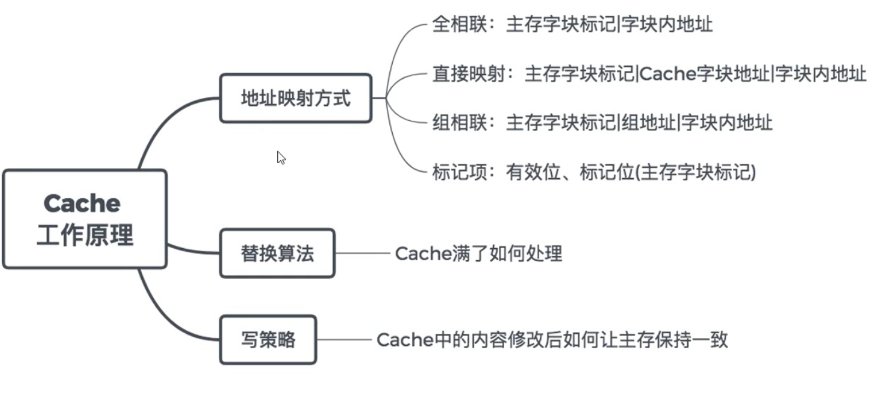 Cache
工作原理
地址映射方式
全相联：主存字块标记|字块内地址
直接映射：主存字块标记|Cache字块地址|字块内地址
组相联：主存字块标记|组地址|字块内地址
标记项：有效位、标记位(主存字块标记)
替换算法
Cache满了如何处理
写策略
Cache中的内容修改后如何让主存保持一致